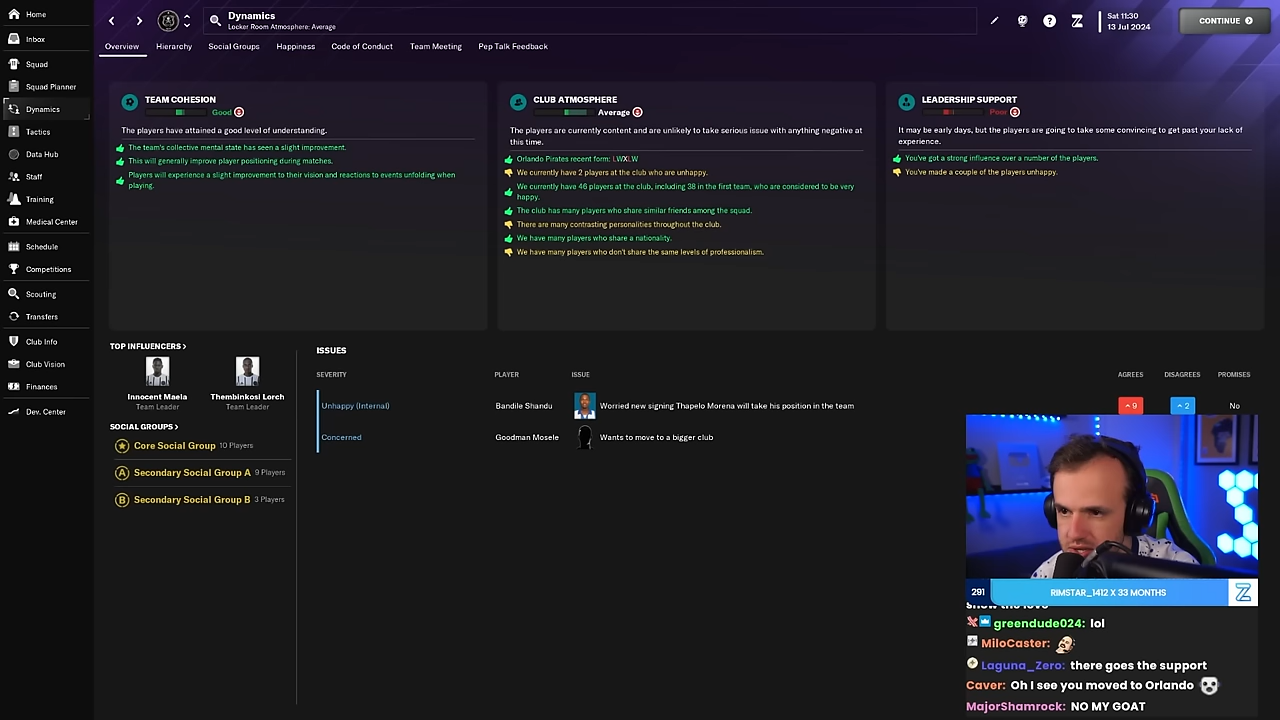 Home
Inbox
Squad
Squad Planner
Dynamics
Tactics
Data Hub
Staff
Training
Medical Center
Schedule
Competitions
Scouting
Transfers
Club Info
Club Vision
Finances
Dev. Center
Dynamics
Locker Room Atmosphere: Average
Sat 11:30
13 Jul 2024
CONTINUE
Overview
Hierarchy
Social Groups
Happiness
Code of Conduct
Team Meeting
Pep Talk Feedback
TEAM COHESION
Good
The players have attained a good level of understanding.
The team's collective mental state has seen a slight improvement.
This will generally improve player positioning during matches.
Players will experience a slight improvement to their vision and reactions to events unfolding when
playing.
CLUB ATMOSPHERE
Average
The players are currently content and are unlikely to take serious issue with anything negative at
this time.
Orlando Pirates recent form: LWXLW
We currently have 2 players at the club who are unhappy.
We currently have 46 players at the club, including 38 in the first team, who are considered to be very
happy.
The club has many players who share similar friends among the squad.
There are many contrasting personalities throughout the club.
We have many players who share a nationality.
We have many players who don't share the same levels of professionalism.
LEADERSHIP SUPPORT
Poor
It may be early days, but the players are going to take some convincing to get past your lack of
experience.
You've got a strong influence over a number of the players.
You've made a couple of the players unhappy.
TOP INFLUENCERS >
Innocent Maela
Team Leader
Thembinkosi Lorch
Team Leader
SOCIAL GROUPS >
Core Social Group 10 Players
A Secondary Social Group A 9 Players
B Secondary Social Group B 3 Players
ISSUES
SEVERITY PLAYER ISSUE AGREES DISAGREES PROMISES
Unhappy (Internal) Bandile Shandu Worried new signing Thapelo Morena will take his position in the team 9 2 No
Concerned Goodman Mosele Wants to move to a bigger club
291 RIMSTAR_1412 X 33 MONTHS Z
show the love
greendude024: lol
MiloCaster:
Laguna_Zero: there goes the support
Caver: Oh I see you moved to Orlando
MajorShamrock: NO MY GOAT